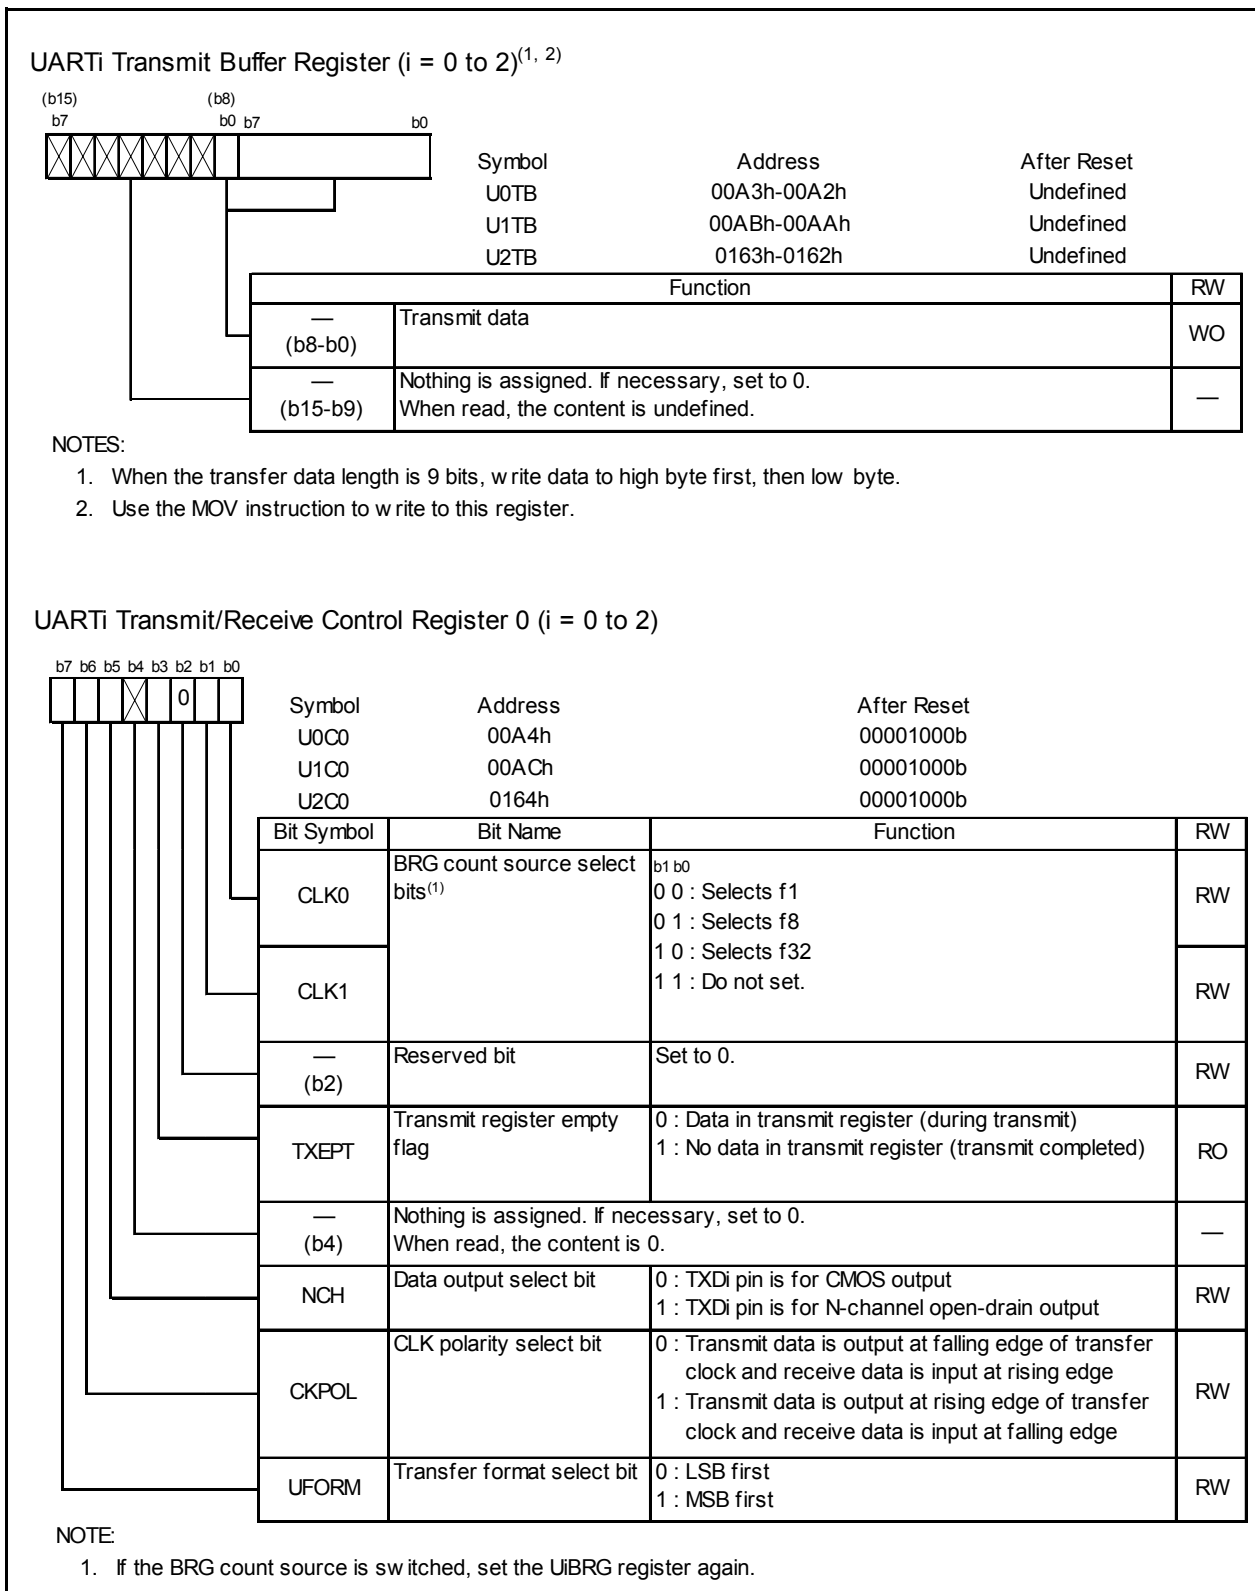 UARTi Transmit Buffer Register (i = 0 to 2)(1, 2)
(b15) (b8)
b7 b0 b7 b0
Symbol Address After Reset
U0TB 00A3h-00A2h Undefined
U1TB 00ABh-00AAh Undefined
U2TB 0163h-0162h Undefined
Function RW
—
(b8-b0) Transmit data WO
—
(b15-b9) Nothing is assigned. If necessary, set to 0.
When read, the content is undefined. —
NOTES:
1. When the transfer data length is 9 bits, write data to high byte first, then low byte.
2. Use the MOV instruction to write to this register.
UARTi Transmit/Receive Control Register 0 (i = 0 to 2)
b7 b6 b5 b4 b3 b2 b1 b0
0
Symbol Address After Reset
U0C0 00A4h 00001000b
U1C0 00ACh 00001000b
U2C0 0164h 00001000b
Bit Symbol Bit Name Function RW
CLK0 BRG count source select
bits(1)
b1 b0
0 0 : Selects f1
0 1 : Selects f8
1 0 : Selects f32
1 1 : Do not set.
RW
CLK1 RW
—
(b2) Reserved bit Set to 0. RW
TXEPT Transmit register empty
flag
0 : Data in transmit register (during transmit)
1 : No data in transmit register (transmit completed)
RO
—
(b4) Nothing is assigned. If necessary, set to 0.
When read, the content is 0. —
NCH Data output select bit 0 : TXDi pin is for CMOS output
1 : TXDi pin is for N-channel open-drain output RW
CKPOL CLK polarity select bit 0 : Transmit data is output at falling edge of transfer
clock and receive data is input at rising edge
1 : Transmit data is output at rising edge of transfer
clock and receive data is input at falling edge
RW
UFORM Transfer format select bit 0 : LSB first
1 : MSB first RW
NOTE:
1. If the BRG count source is switched, set the UiBRG register again.